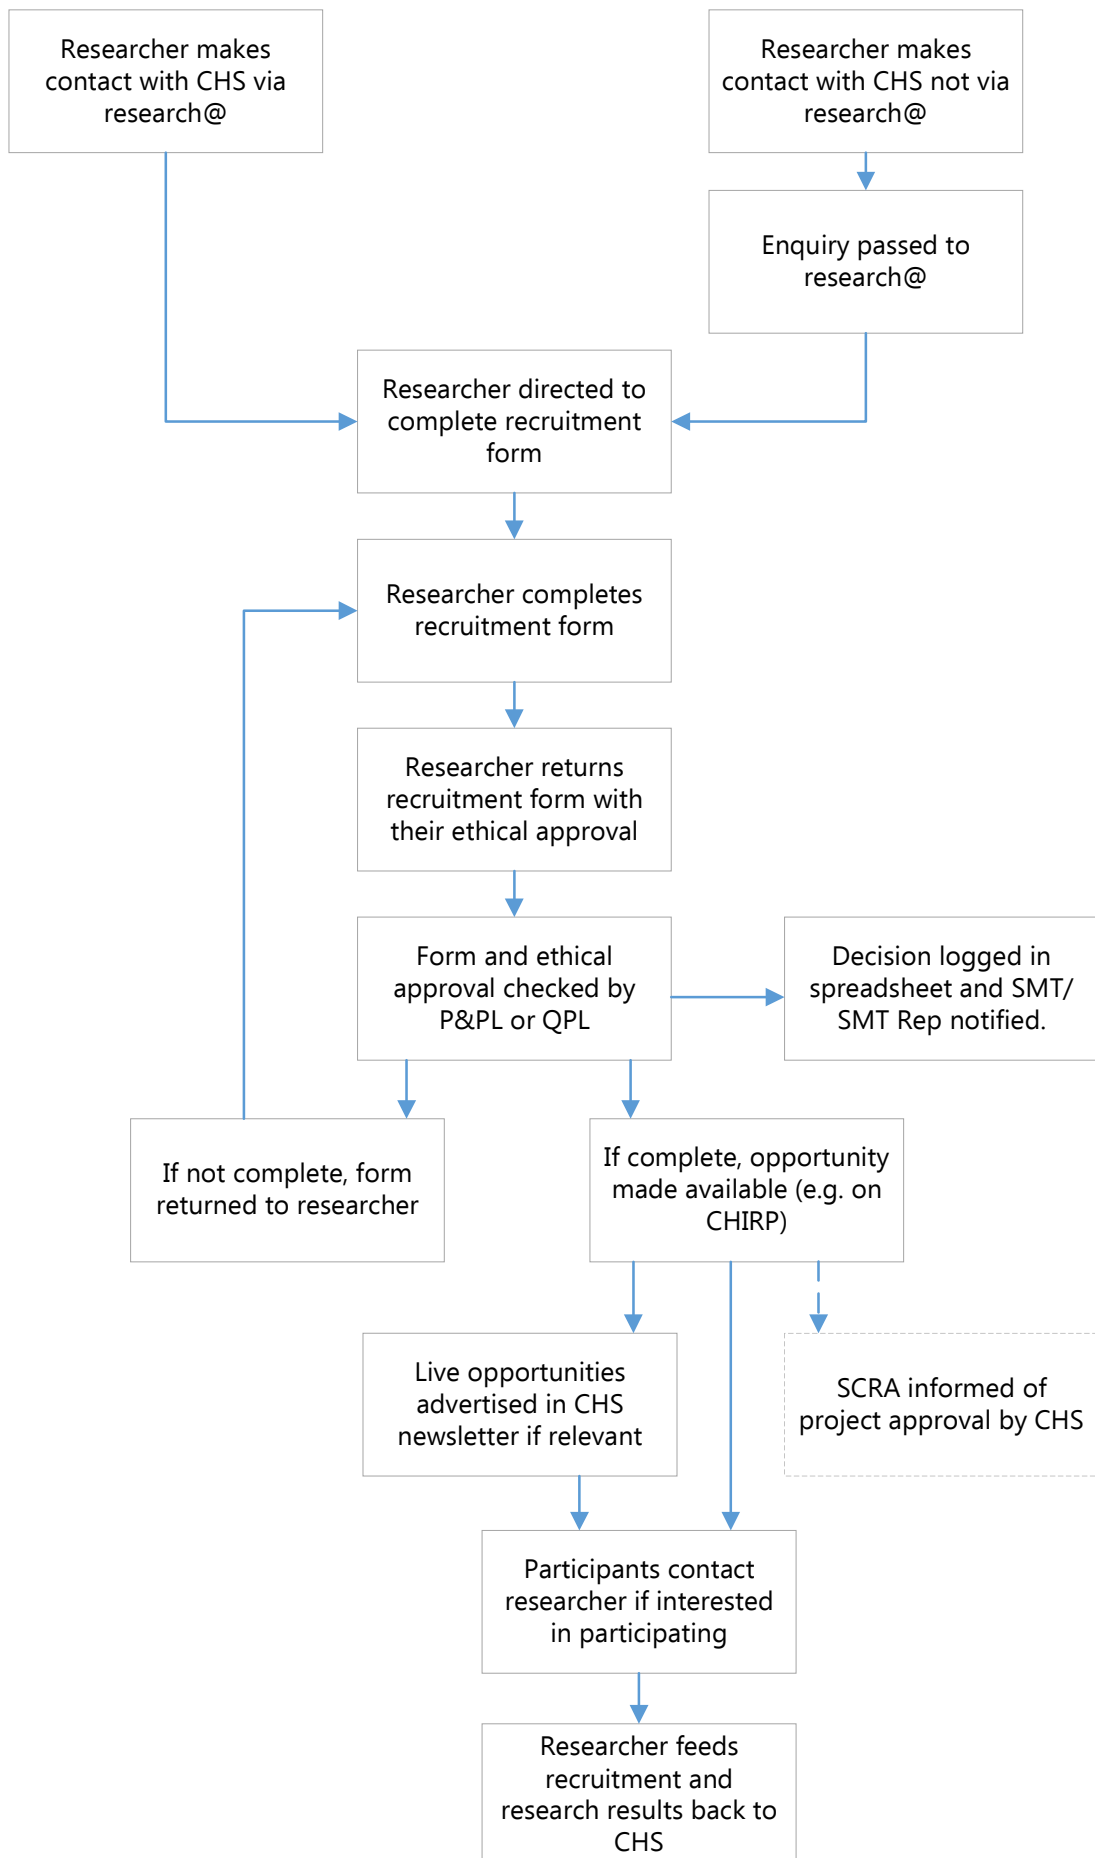 Researcher makes
contact with CHS via
research@
Researcher makes
contact with CHS not via
research@
Enquiry passed to
research@
Researcher directed to
complete recruitment
form
Researcher completes
recruitment form
Researcher returns
recruitment form with
their ethical approval
Form and ethical
approval checked by
P&PL or QPL
Decision logged in
spreadsheet and SMT/
SMT Rep notified.
If not complete, form
returned to researcher
If complete, opportunity
made available (e.g. on
CHIRP)
Live opportunities
advertised in CHS
newsletter if relevant
SCRA informed of
project approval by CHS
Participants contact
researcher if interested
in participating
Researcher feeds
recruitment and
research results back to
CHS